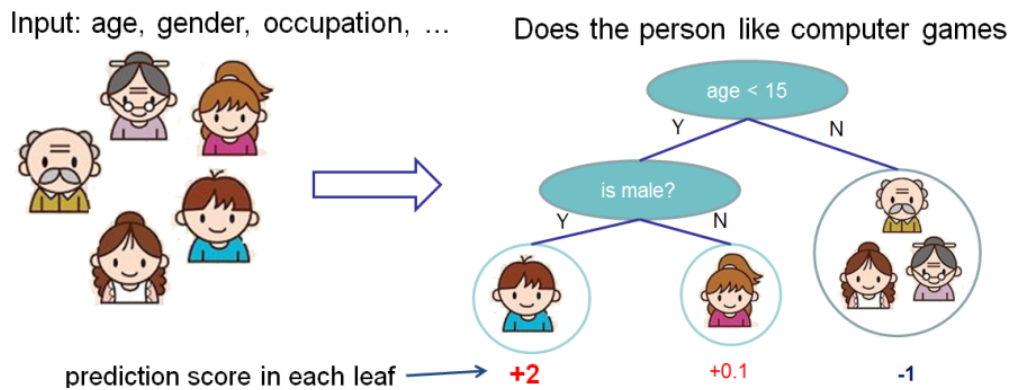 Input: age, gender, occupation, ...
Does the person like computer games
age < 15
Y
N
is male?
Y
N
prediction score in each leaf
+2
+0.1
-1